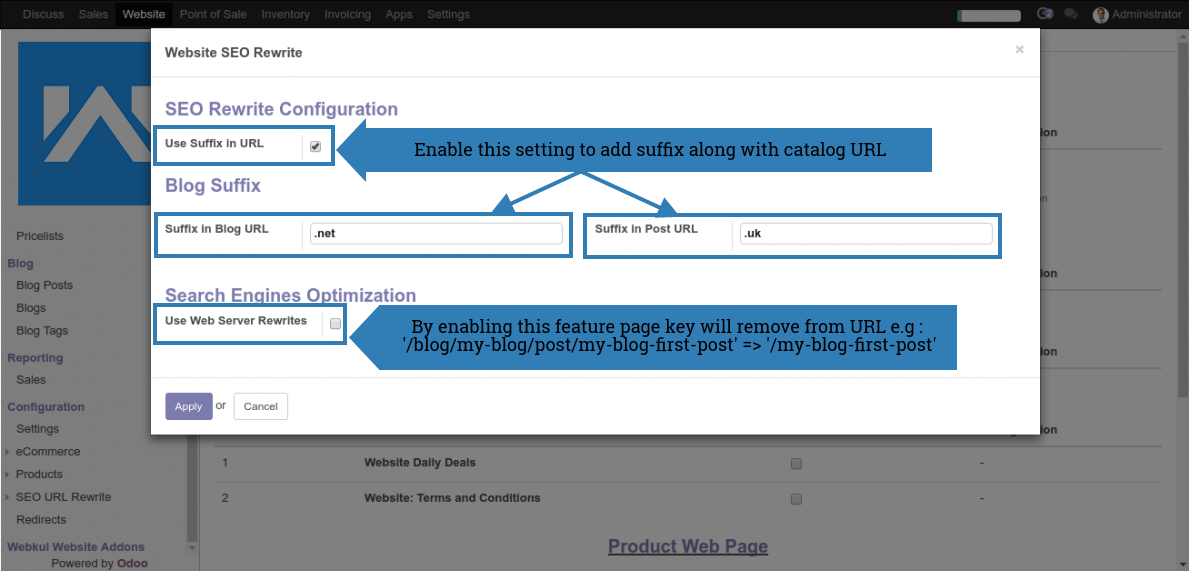 Discuss Sales Website Point of Sale Inventory Invoicing Apps Settings 2 Administrator
Website SEO Rewrite ×
SEO Rewrite Configuration
Use Suffix in URL
Enable this setting to add suffix along with catalog URL
Blog Suffix
Suffix in Blog URL .net
Suffix in Post URL .uk
Search Engines Optimization
Use Web Server Rewrites
By enabling this feature page key will remove from URL e.g :
'/blog/my-blog/post/my-blog-first-post' => '/my-blog-first-post'
Apply or Cancel
Pricelists
Blog
Blog Posts
Blogs
Blog Tags
Reporting
Sales
Configuration
Settings
eCommerce
Products
SEO URL Rewrite
Redirects
Webkul Website Addons
Powered by Odoo
1 Website Daily Deals -
2 Website: Terms and Conditions -
Product Web Page